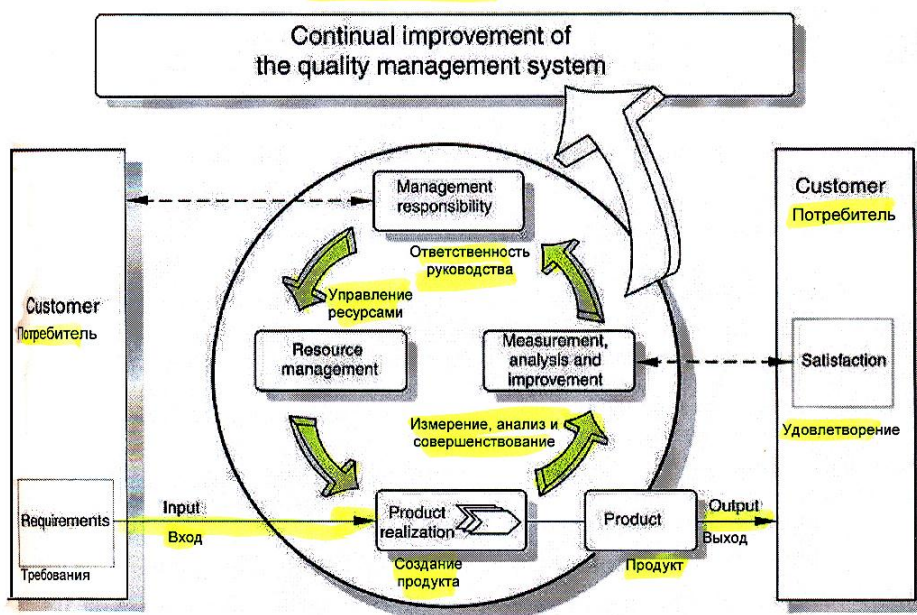 Continual improvement of
the quality management system
Management
responsibility
Customer
Потребитель
Ответственность
руководства
Управление
ресурсами
Customer
Потребитель
Resource
management
Measurement,
analysis and
improvement
Satisfaction
Удовлетворение
Измерение, анализ и
совершенствование
Requirements
Требования
Input
Вход
Product
realization
Создание
продукта
Product
Продукт
Output
Выход